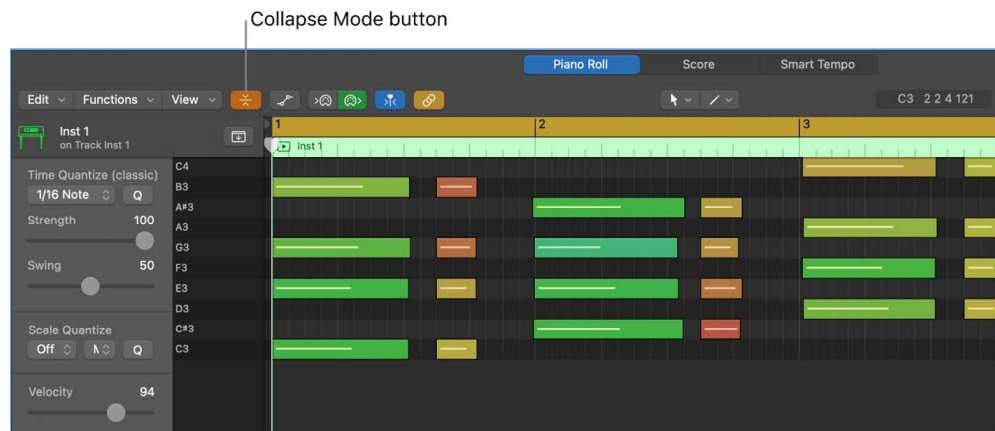 Collapse Mode button
Piano Roll Score Smart Tempo
Edit Functions View C3 2 2 4 121
Inst 1
on Track Inst 1
1 2 3
Inst 1
Time Quantize (classic)
1/16 Note Q
Strength 100
Swing 50
Scale Quantize
Off Q
Velocity 94
C4
B3
A#3
A3
G3
F3
E3
D3
C#3
C3